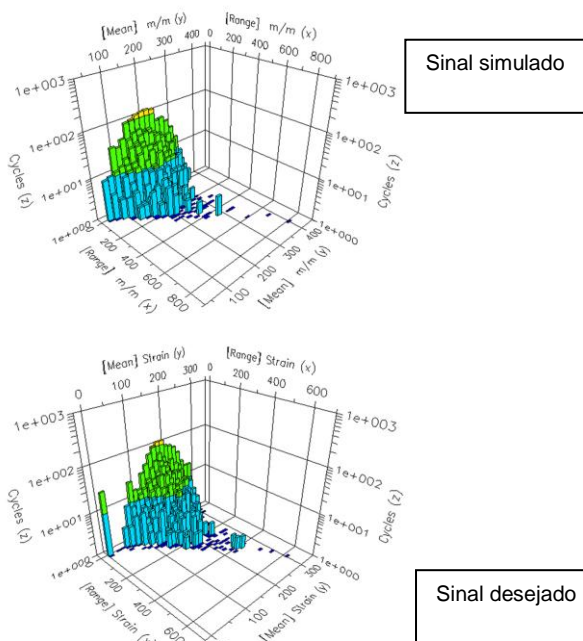 [Mean] m/m (y)
[Range] m/m (x)
100 200 300 400
0 200 400 600 800
1e+003
1e+003
Sinal simulado
1e+002
1e+002
Cycles (z)
Cycles (z)
1e+001
1e+001
1e+000
1e+000
200
400
600
800
400
300
200
100
[Range] m/m (x)
[Mean] m/m (y)
[Mean] Strain (y)
[Range] Strain (x)
0 100 200 300
0 200 400 600
1e+003
1e+003
1e+002
1e+002
Cycles (z)
Cycles (z)
1e+001
1e+001
1e+000
1e+000
0
200
400
600
300
200
100
[Range] Strain (x)
[Mean] Strain (y)
Sinal desejado